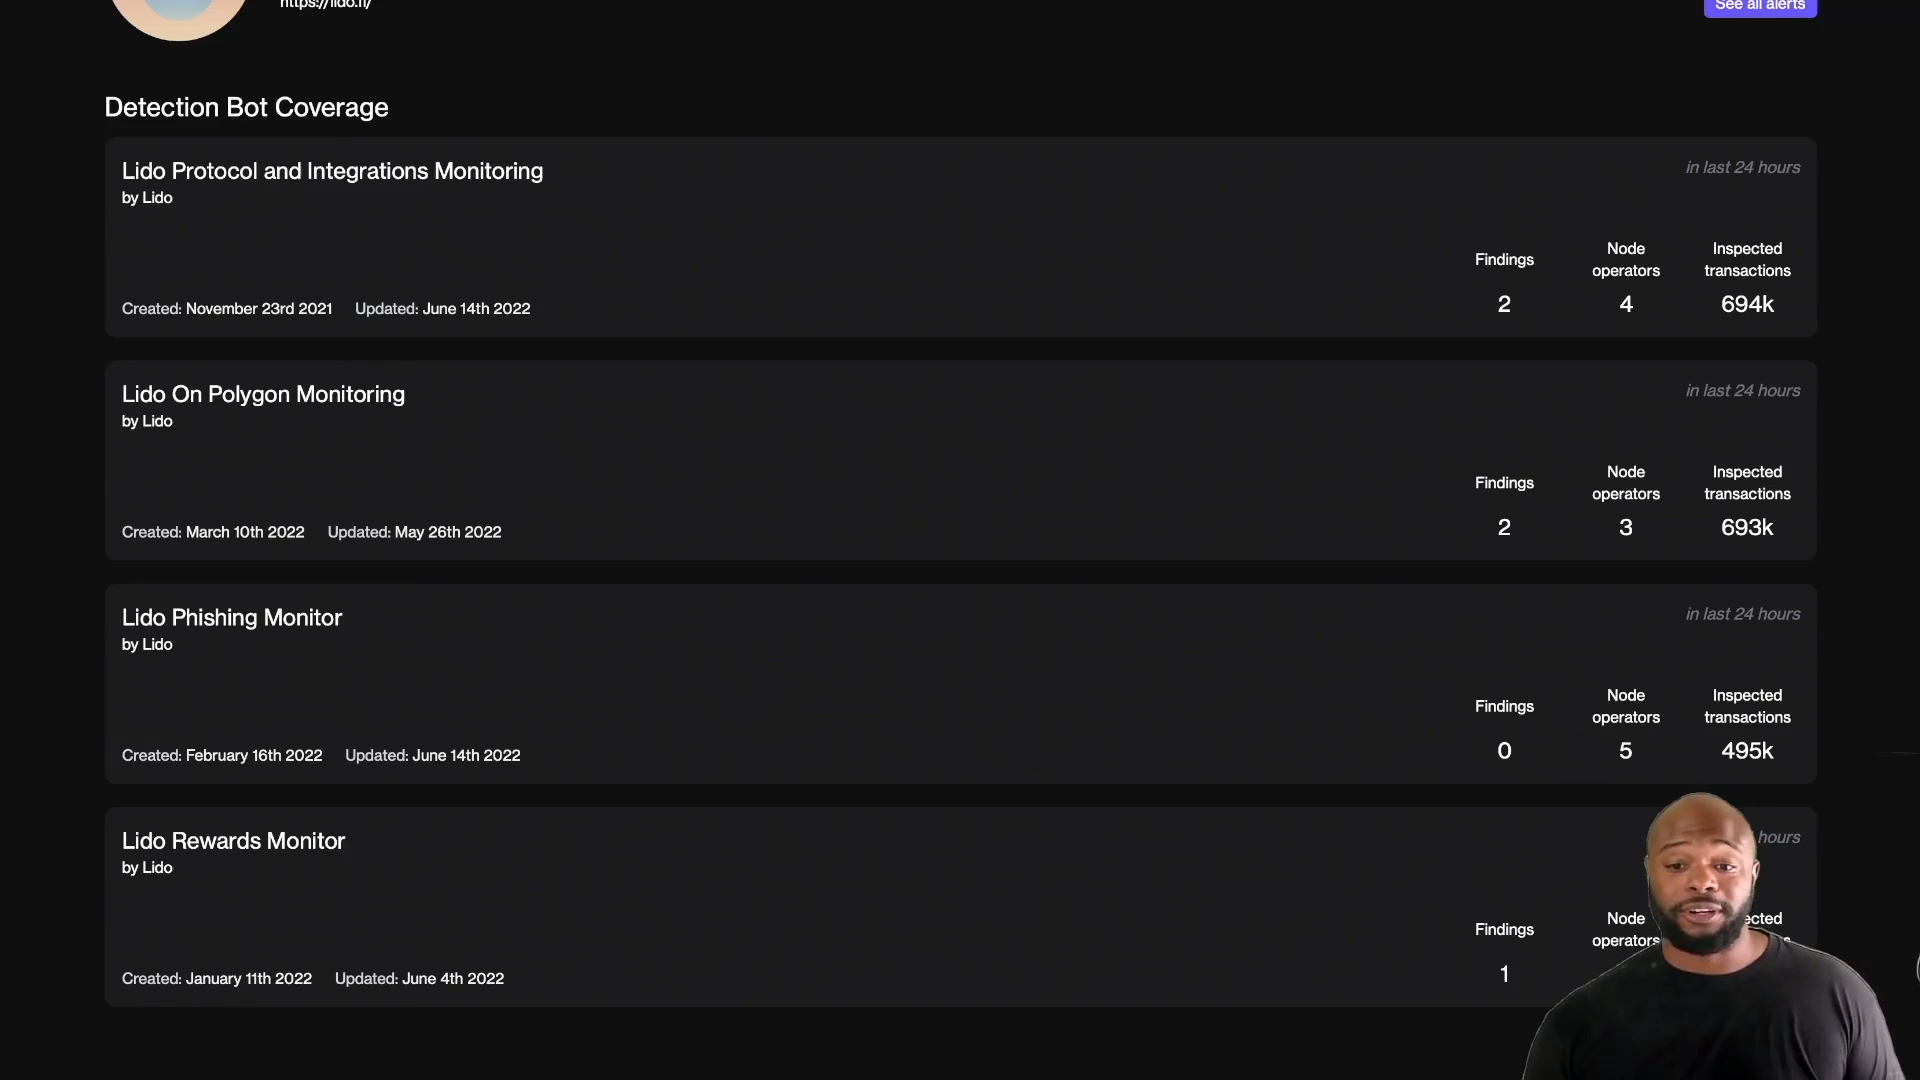 https://lido.fi/
See all alerts
Detection Bot Coverage
Lido Protocol and Integrations Monitoring
in last 24 hours
by Lido
Findings
Node operators
Inspected transactions
2
4
694k
Created: November 23rd 2021 Updated: June 14th 2022
Lido On Polygon Monitoring
in last 24 hours
by Lido
Findings
Node operators
Inspected transactions
2
3
693k
Created: March 10th 2022 Updated: May 26th 2022
Lido Phishing Monitor
in last 24 hours
by Lido
Findings
Node operators
Inspected transactions
0
5
495k
Created: February 16th 2022 Updated: June 14th 2022
Lido Rewards Monitor
hours
by Lido
Findings
Node operators
1
Created: January 11th 2022 Updated: June 4th 2022